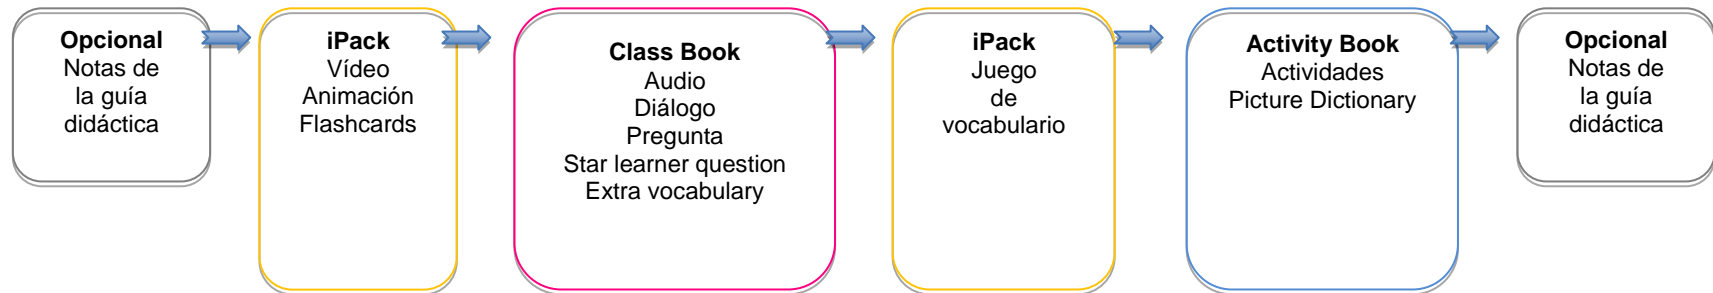 Opcional
Notas de
la guía
didáctica
iPack
Vídeo
Animación
Flashcards
Class Book
Audio
Diálogo
Pregunta
Star learner question
Extra vocabulary
iPack
Juego
de
vocabulario
Activity Book
Actividades
Picture Dictionary
Opcional
Notas de
la guía
didáctica